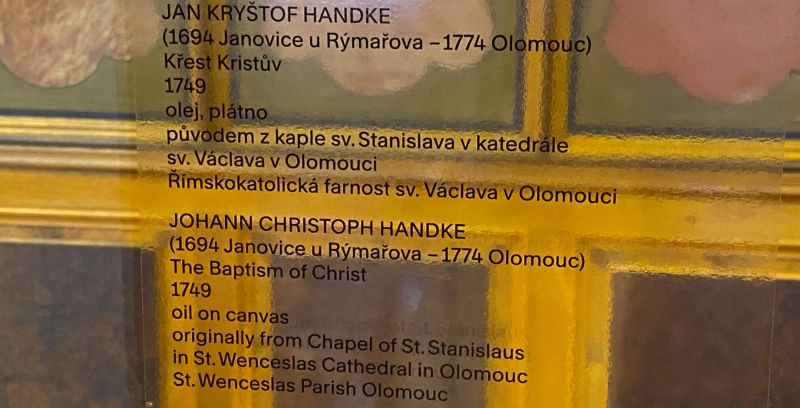 JAN KRYŠTOF HANDKE
(1694 Janovice u Rýmařova – 1774 Olomouc)
Křest Kristův
1749
olej, plátno
původem z kaple sv. Stanislava v katedrále
sv. Václava v Olomouci
Římskokatolická farnost sv. Václava v Olomouci
JOHANN CHRISTOPH HANDKE
(1694 Janovice u Rýmařova – 1774 Olomouc)
The Baptism of Christ
1749
oil on canvas
originally from Chapel of St. Stanislaus
in St. Wenceslas Cathedral in Olomouc
St. Wenceslas Parish Olomouc